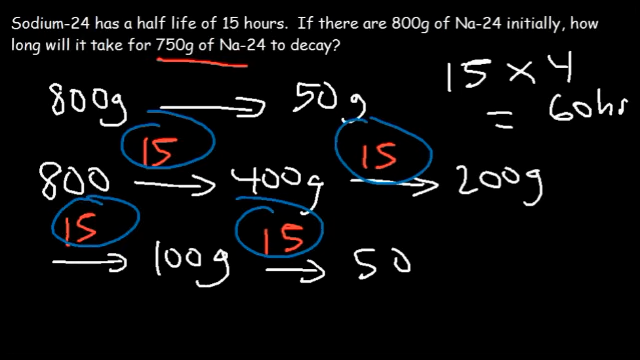 Sodium-24 has a half life of 15 hours. If there are 800g of Na-24 initially, how
long will it take for 750g of Na-24 to decay?
15 × 4
= 60hr
800g → 50g
15 15
800 → 400g → 200g
15 15
→ 100g → 50